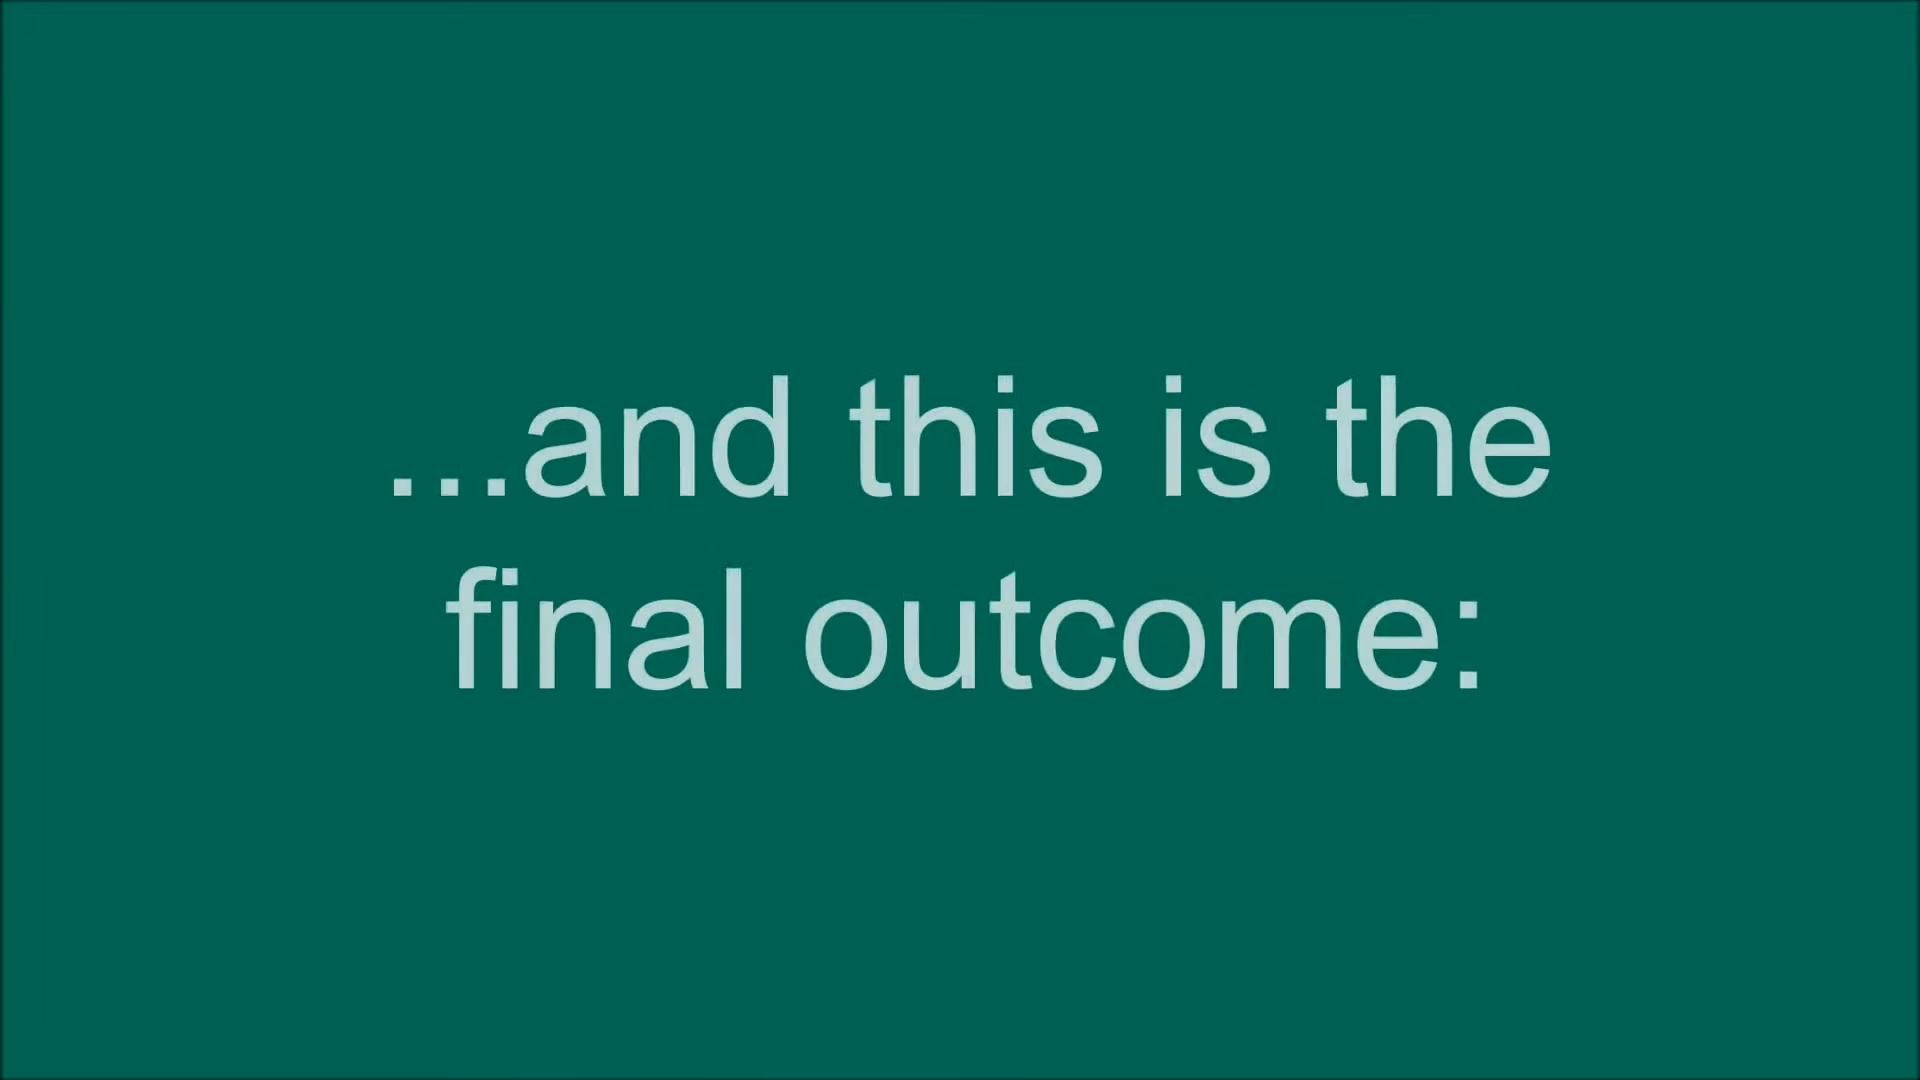 ...and this is the
final outcome: